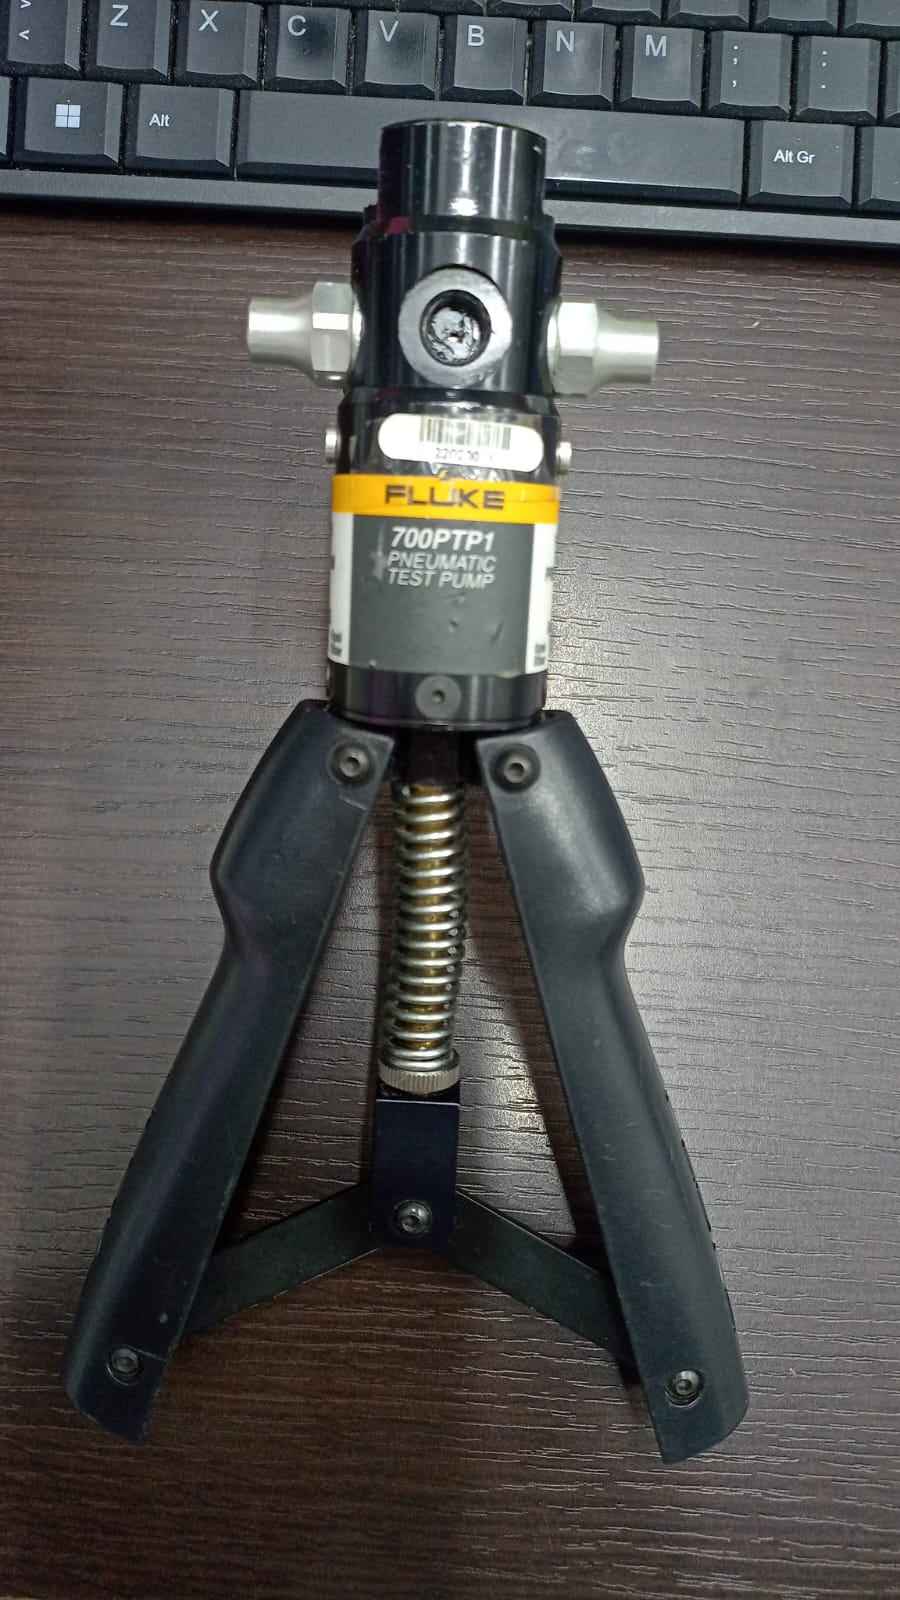 Z X C V B N M ; :
, .
Alt Alt Gr
FLUKE
700PTP1
PNEUMATIC
TEST PUMP